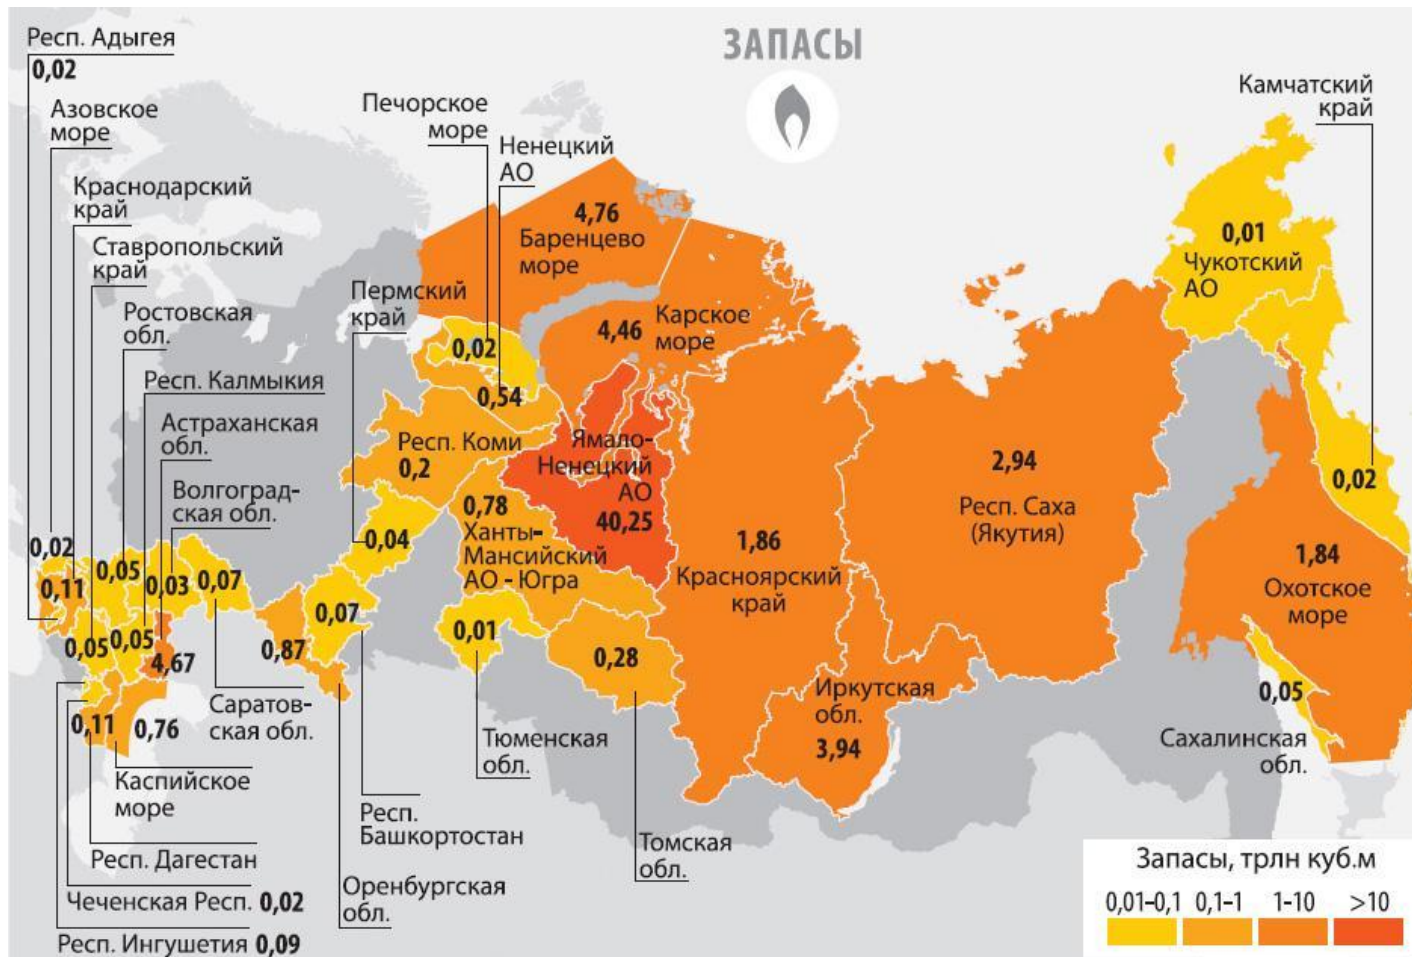 ЗАПАСЫ
Респ. Адыгея
0,02
Азовское
море
Краснодарский
край
Ставропольский
край
Ростовская
обл.
Респ. Калмыкия
Астраханская
обл.
Волгоград-
ская обл.
Печорское
море
Ненецкий
АО
Пермский
край
Камчатский
край
4,76
Баренцево
море
4,46
Карское
море
0,02
0,54
Респ. Коми
0,2
Ямало-
Ненецкий
АО
40,25
0,78
Ханты-
Мансийский
АО - Югра
0,04
0,01
Чукотский
АО
2,94
Респ. Саха
(Якутия)
1,86
Красноярский
край
0,02
1,84
Охотское
море
0,02
0,11
0,05
0,03
0,07
0,05
0,05
4,67
0,11
0,76
0,87
0,07
0,01
0,28
Иркутская
обл.
3,94
0,05
Сахалинская
обл.
Саратов-
ская обл.
Каспийское
море
Тюменская
обл.
Респ.
Башкортостан
Томская
обл.
Оренбургская
обл.
Респ. Дагестан
Чеченская Респ. 0,02
Респ. Ингушетия 0,09
Запасы, трлн куб.м
0,01-0,1 0,1-1 1-10 >10